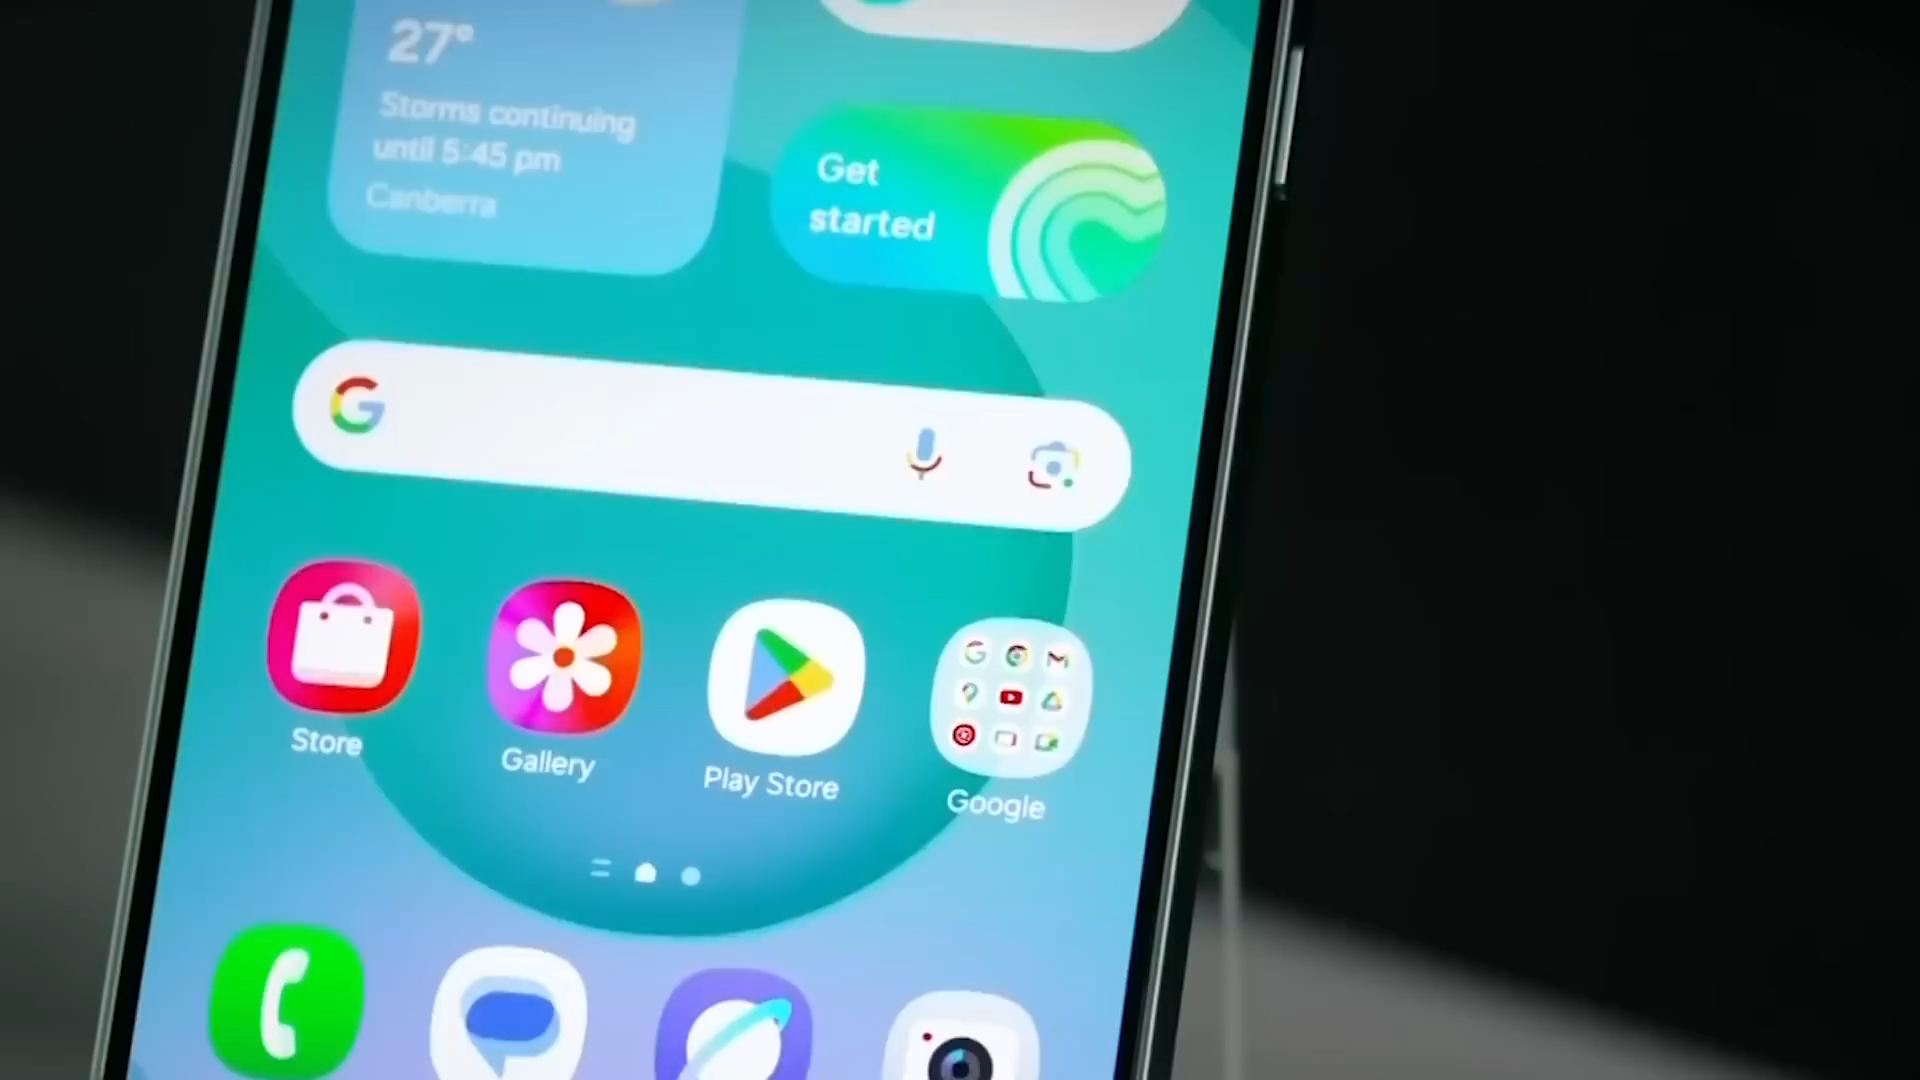 27°
Storms continuing
until 5:45 pm
Canberra
Get
started
Store
Gallery
Play Store
Google